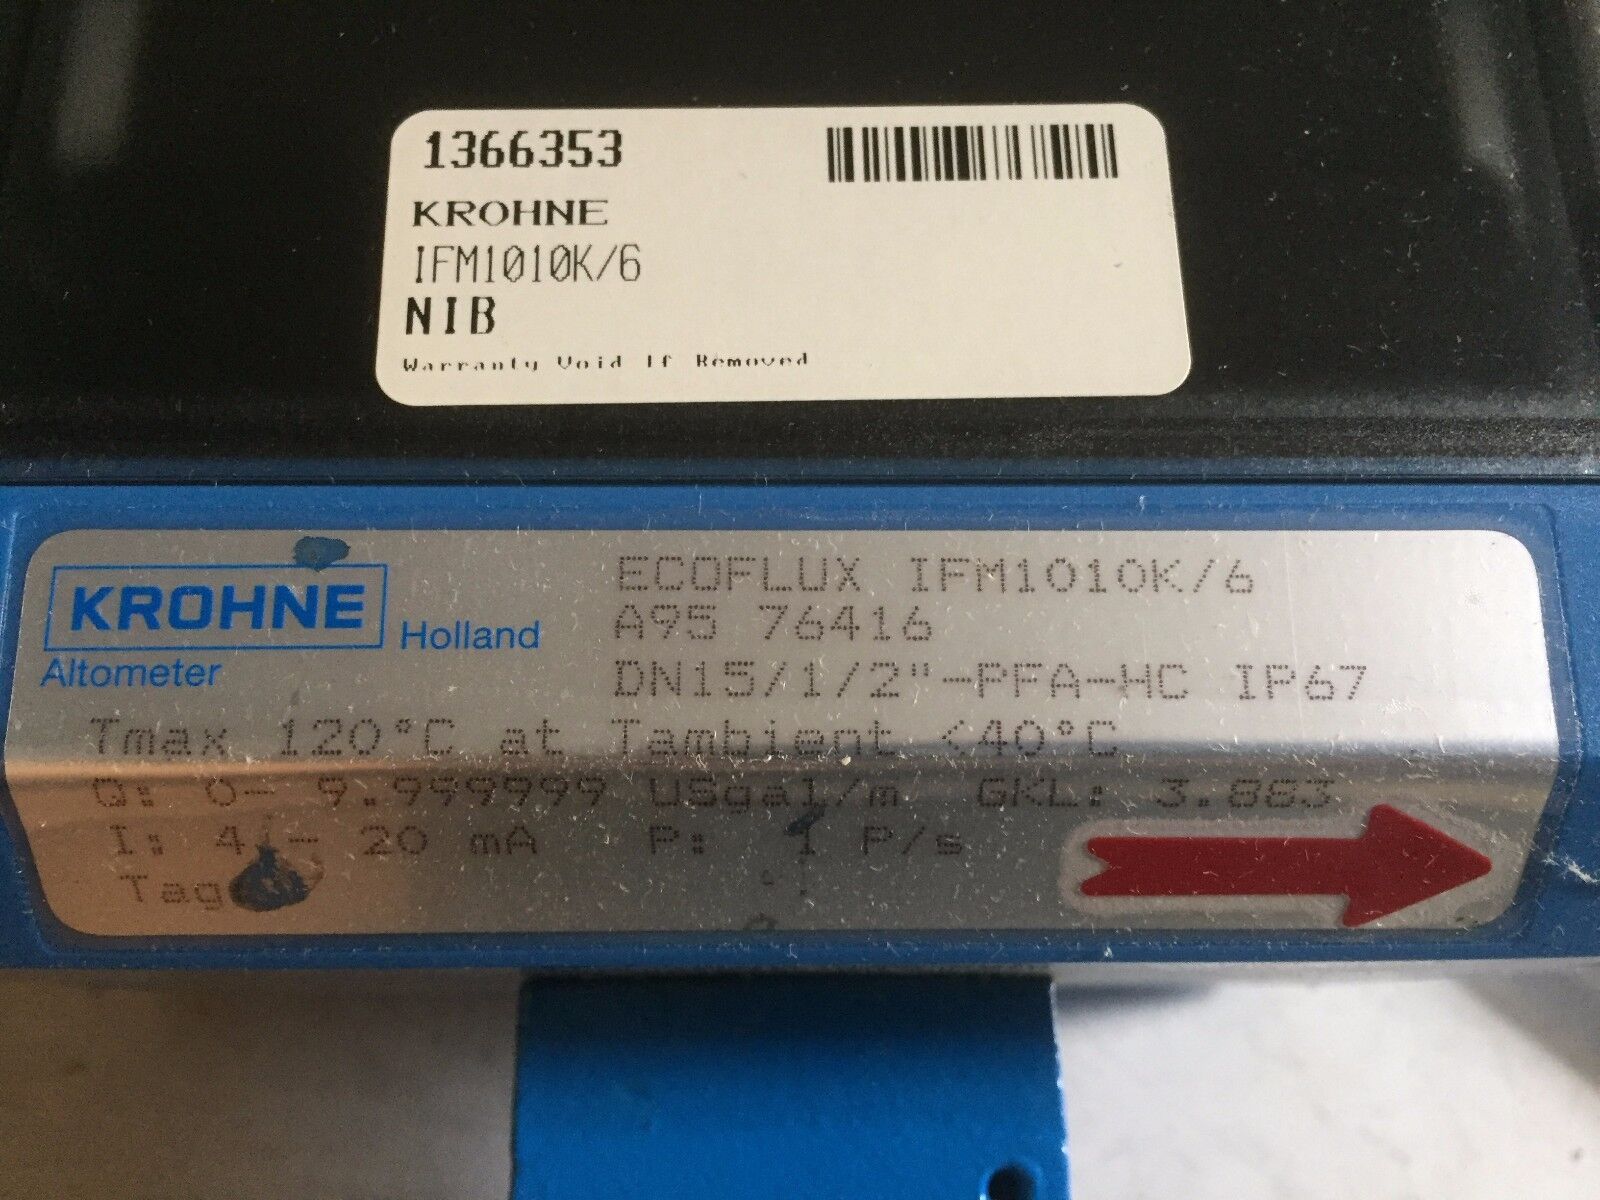 1366353
KROHNE
IFM1010K/6
NIB
Warranty Void If Removed
KROHNE Holland
Altometer
ECOFLUX IFM1010K/6
A95 76416
DN15/1/2"-PFA-HC IP67
Tmax 120°C at Tambient <40°C
Q: 0- 9.999999 USgal/m GKL: 3.883
I: 4 - 20 mA P: 1 P/s
Tag